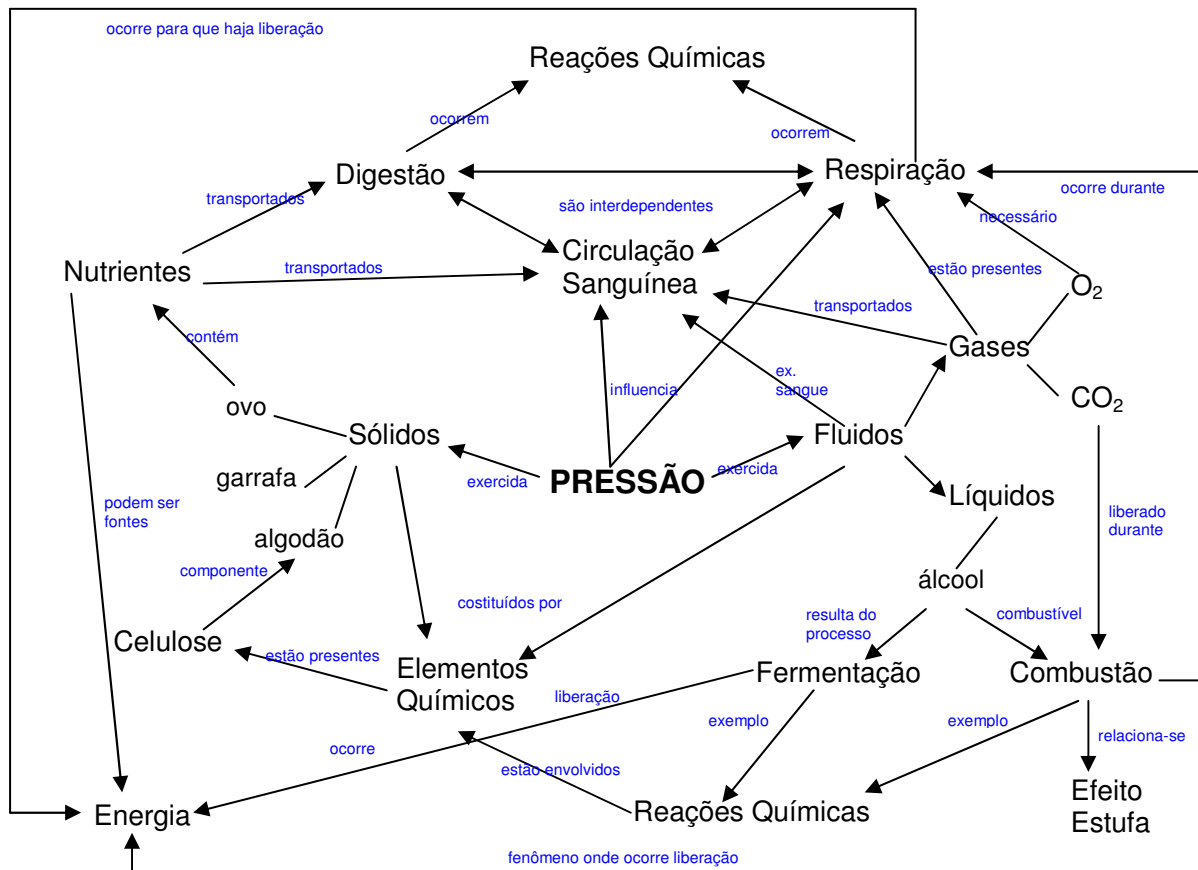 ocorre para que haja liberação
Reações Químicas
ocorrem
ocorrem
Digestão
Respiração
transportados
são interdependentes
ocorre durante
necessário
Circulação
Sanguínea
Nutrientes
transportados
estão presentes
O₂
transportados
contém
Gases
influencia
ex.
sangue
CO₂
ovo
Sólidos
Fluidos
garrafa
exercida
PRESSÃO
exercida
Líquidos
podem ser
fontes
algodão
liberado
durante
componente
álcool
costituídos por
resulta do
processo
combustível
Celulose
estão presentes
Elementos
Químicos
Fermentação
Combustão
liberação
exemplo
exemplo
ocorre
relaciona-se
estão envolvidos
Energia
Reações Químicas
Efeito
Estufa
fenômeno onde ocorre liberação